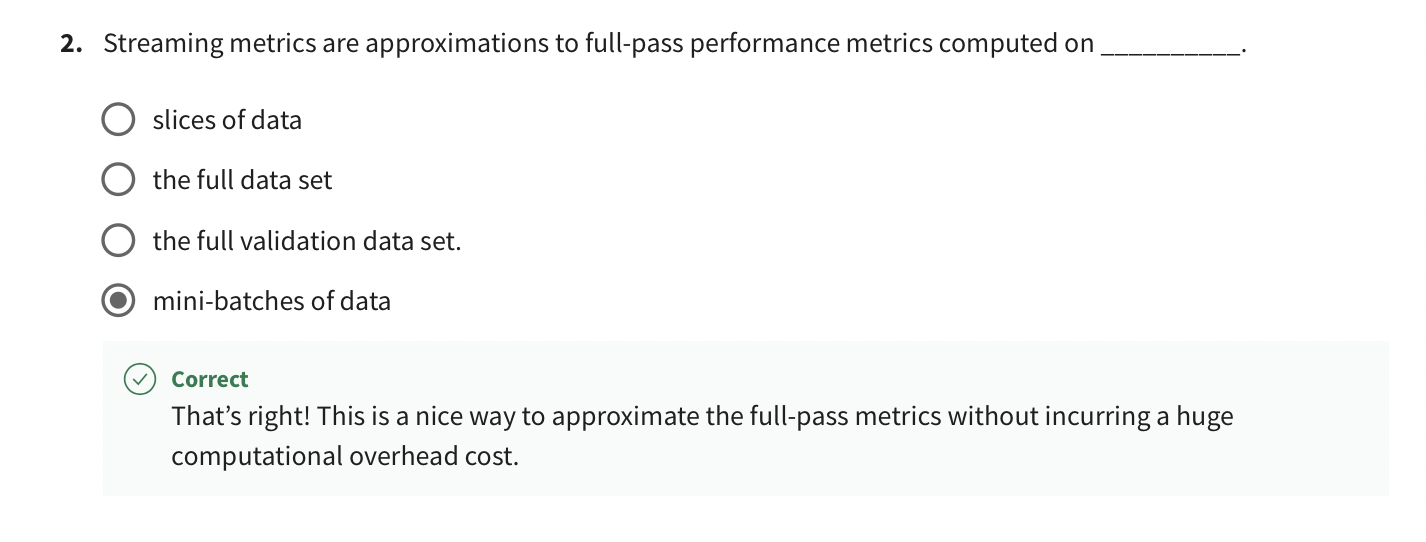 2. Streaming metrics are approximations to full-pass performance metrics computed on __________.
slices of data
the full data set
the full validation data set.
mini-batches of data
Correct
That’s right! This is a nice way to approximate the full-pass metrics without incurring a huge
computational overhead cost.